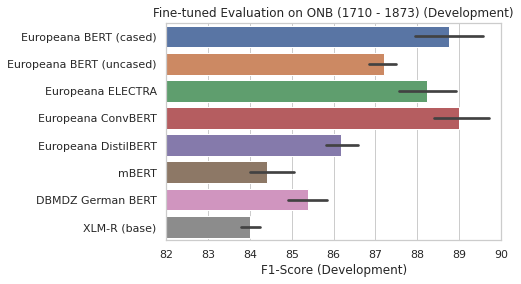 Fine-tuned Evaluation on ONB (1710 - 1873) (Development)
Europeana BERT (cased)
Europeana BERT (uncased)
Europeana ELECTRA
Europeana ConvBERT
Europeana DistilBERT
mBERT
DBMDZ German BERT
XLM-R (base)
82 83 84 85 86 87 88 89 90
F1-Score (Development)